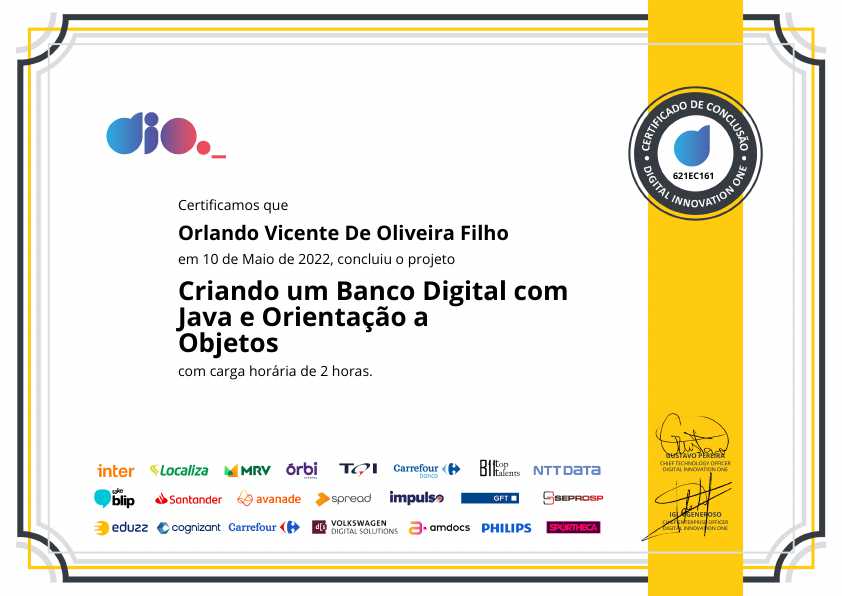 dio._
CERTIFICADO DE CONCLUSÃO
621EC161
DIGITAL INNOVATION ONE
Certificamos que
Orlando Vicente De Oliveira Filho
em 10 de Maio de 2022, concluiu o projeto
Criando um Banco Digital com
Java e Orientação a
Objetos
com carga horária de 2 horas.
GUSTAVO PEREIRA
CHIEF TECHNOLOGY OFFICER
DIGITAL INNOVATION ONE
inter Localiza MRV órbi TQI Carrefour banco BH top talents NTT DATA
take blip Santander avanade spread impulso GFT SEPROSP
IGL GENEROSO
DIGITAL INNOVATION ONE
eduzz cognizant Carrefour VOLKSWAGEN DIGITAL SOLUTIONS amdocs PHILIPS SPORTHECA